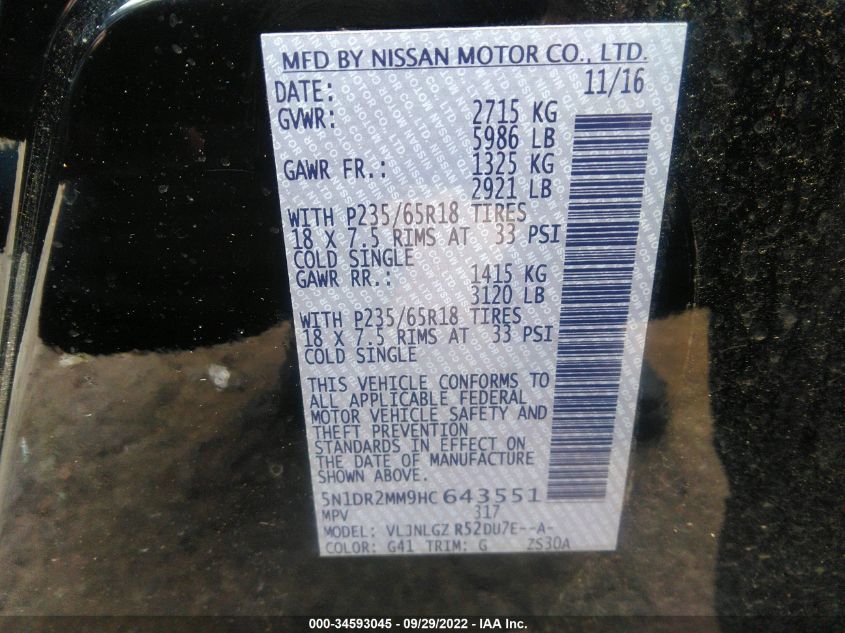 MFD BY NISSAN MOTOR CO., LTD.
DATE: 11/16
GVWR: 2715 KG
5986 LB
GAWR FR.: 1325 KG
2921 LB
WITH P235/65R18 TIRES
18 X 7.5 RIMS AT 33 PSI
COLD SINGLE
GAWR RR.: 1415 KG
3120 LB
WITH P235/65R18 TIRES
18 X 7.5 RIMS AT 33 PSI
COLD SINGLE
THIS VEHICLE CONFORMS TO
ALL APPLICABLE FEDERAL
MOTOR VEHICLE SAFETY AND
THEFT PREVENTION
STANDARDS IN EFFECT ON
THE DATE OF MANUFACTURE
SHOWN ABOVE.
5N1DR2MM9HC643551
MPV 317
MODEL: VLJNLGZ R52DU7E--A-
COLOR: G41 TRIM: G ZS30A
000-34593045 - 09/29/2022 - IAA Inc.